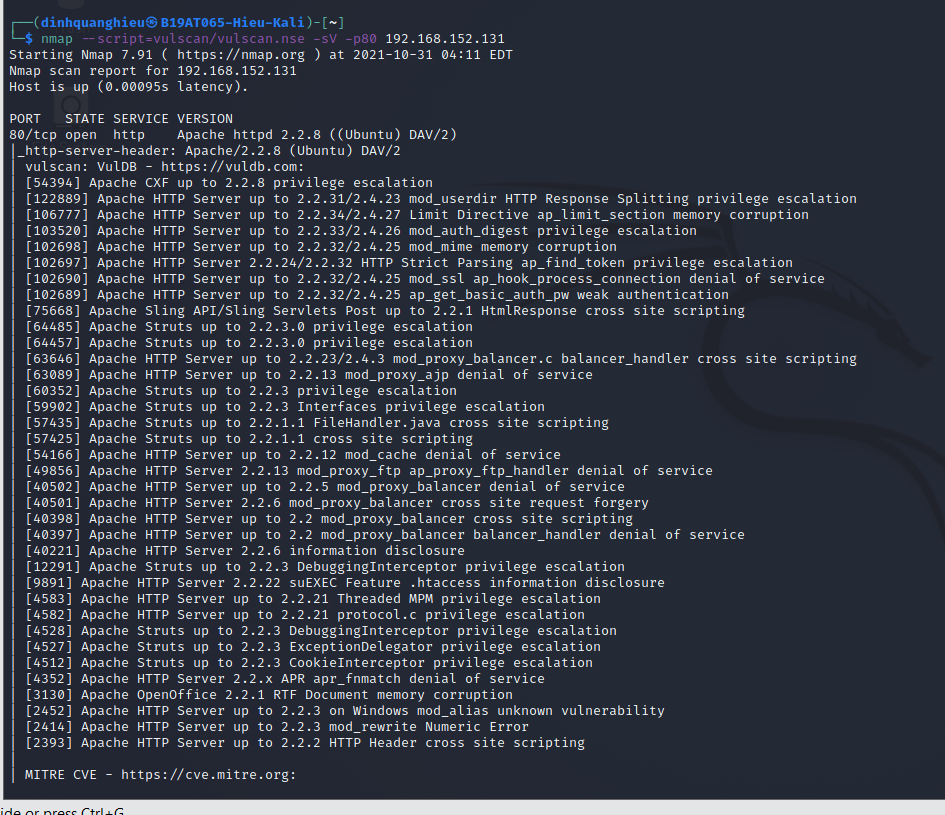 ┌──(dinhquanghieu㉿B19AT065-Hieu-Kali)-[~]
└─$ nmap --script=vulscan/vulscan.nse -sV -p80 192.168.152.131
Starting Nmap 7.91 ( https://nmap.org ) at 2021-10-31 04:11 EDT
Nmap scan report for 192.168.152.131
Host is up (0.00095s latency).
PORT   STATE SERVICE VERSION
80/tcp open  http    Apache httpd 2.2.8 ((Ubuntu) DAV/2)
|_http-server-header: Apache/2.2.8 (Ubuntu) DAV/2
| vulscan: VulDB - https://vuldb.com:
| [54394] Apache CXF up to 2.2.8 privilege escalation
| [122889] Apache HTTP Server up to 2.2.31/2.4.23 mod_userdir HTTP Response Splitting privilege escalation
| [106777] Apache HTTP Server up to 2.2.34/2.4.27 Limit Directive ap_limit_section memory corruption
| [103520] Apache HTTP Server up to 2.2.33/2.4.26 mod_auth_digest privilege escalation
| [102698] Apache HTTP Server up to 2.2.32/2.4.25 mod_mime memory corruption
| [102697] Apache HTTP Server 2.2.24/2.2.32 HTTP Strict Parsing ap_find_token privilege escalation
| [102690] Apache HTTP Server up to 2.2.32/2.4.25 mod_ssl ap_hook_process_connection denial of service
| [102689] Apache HTTP Server up to 2.2.32/2.4.25 ap_get_basic_auth_pw weak authentication
| [75668] Apache Sling API/Sling Servlets Post up to 2.2.1 HtmlResponse cross site scripting
| [64485] Apache Struts up to 2.2.3.0 privilege escalation
| [64457] Apache Struts up to 2.2.3.0 privilege escalation
| [63646] Apache HTTP Server up to 2.2.23/2.4.3 mod_proxy_balancer.c balancer_handler cross site scripting
| [63089] Apache HTTP Server up to 2.2.13 mod_proxy_ajp denial of service
| [60352] Apache Struts up to 2.2.3 privilege escalation
| [59902] Apache Struts up to 2.2.3 Interfaces privilege escalation
| [57435] Apache Struts up to 2.2.1.1 FileHandler.java cross site scripting
| [57425] Apache Struts up to 2.2.1.1 cross site scripting
| [54166] Apache HTTP Server up to 2.2.12 mod_cache denial of service
| [49856] Apache HTTP Server 2.2.13 mod_proxy_ftp ap_proxy_ftp_handler denial of service
| [40502] Apache HTTP Server up to 2.2.5 mod_proxy_balancer denial of service
| [40501] Apache HTTP Server 2.2.6 mod_proxy_balancer cross site request forgery
| [40398] Apache HTTP Server up to 2.2 mod_proxy_balancer cross site scripting
| [40397] Apache HTTP Server up to 2.2 mod_proxy_balancer balancer_handler denial of service
| [40221] Apache HTTP Server 2.2.6 information disclosure
| [12291] Apache Struts up to 2.2.3 DebuggingInterceptor privilege escalation
| [9891] Apache HTTP Server 2.2.22 suEXEC Feature .htaccess information disclosure
| [4583] Apache HTTP Server up to 2.2.21 Threaded MPM privilege escalation
| [4582] Apache HTTP Server up to 2.2.21 protocol.c privilege escalation
| [4528] Apache Struts up to 2.2.3 DebuggingInterceptor privilege escalation
| [4527] Apache Struts up to 2.2.3 ExceptionDelegator privilege escalation
| [4512] Apache Struts up to 2.2.3 CookieInterceptor privilege escalation
| [4352] Apache HTTP Server 2.2.x APR apr_fnmatch denial of service
| [3130] Apache OpenOffice 2.2.1 RTF Document memory corruption
| [2452] Apache HTTP Server up to 2.2.3 on Windows mod_alias unknown vulnerability
| [2414] Apache HTTP Server up to 2.2.3 mod_rewrite Numeric Error
| [2393] Apache HTTP Server up to 2.2.2 HTTP Header cross site scripting
|
| MITRE CVE - https://cve.mitre.org:
ide or press Ctrl+G